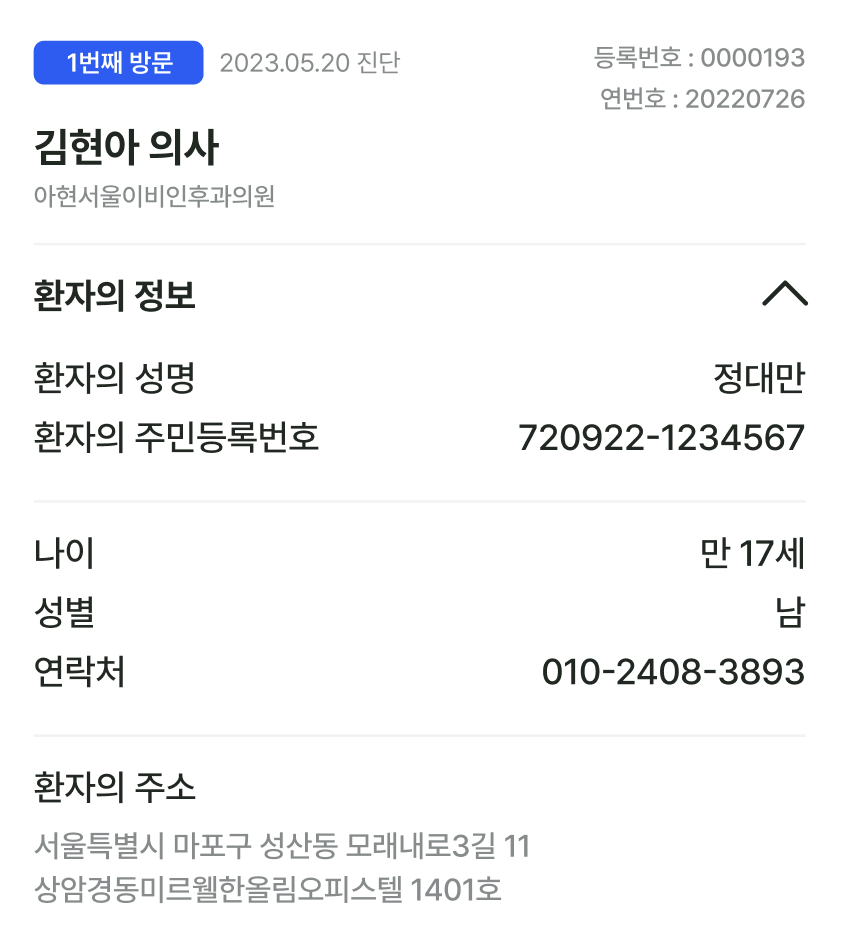 1번째 방문 2023.05.20 진단
등록번호 : 0000193
연번호 : 20220726
김현아 의사
아현서울이비인후과의원
환자의 정보
환자의 성명 정대만
환자의 주민등록번호 720922-1234567
나이 만 17세
성별 남
연락처 010-2408-3893
환자의 주소
서울특별시 마포구 성산동 모래내로3길 11
상암경동미르웰한올림오피스텔 1401호